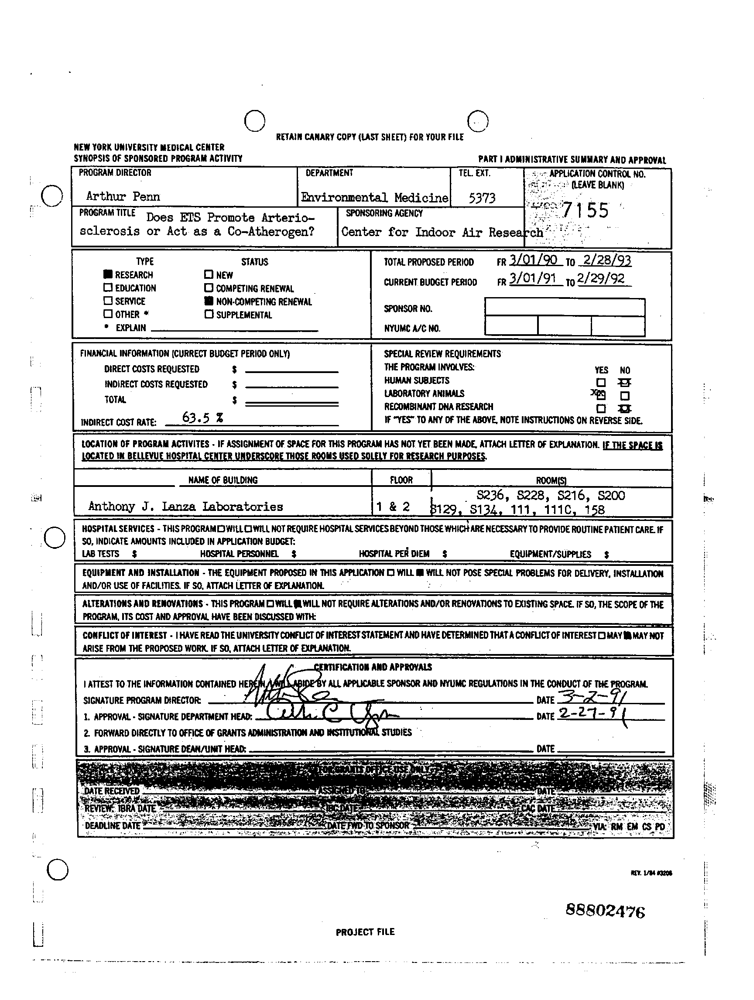 RETAIN CANARY COPY (LAST SHEET) FOR YOUR FILE
NEW YORK UNIVERSITY MEDICAL CENTER
SYNOPSIS OF SPONSORED PROGRAM ACTIVITY PART I ADMINISTRATIVE SUMMARY AND APPROVAL
PROGRAM DIRECTOR DEPARTMENT TEL. EXT. APPLICATION CONTROL NO.
(LEAVE BLANK)
Arthur Penn Environmental Medicine 5373
7155
PROGRAM TITLE Does ETS Promote Arterio- SPONSORING AGENCY
sclerosis or Act as a Co-Atherogen? Center for Indoor Air Research
TYPE STATUS TOTAL PROPOSED PERIOD FR 3/01/90 TO 2/28/93
■ RESEARCH □ NEW
□ EDUCATION □ COMPETING RENEWAL CURRENT BUDGET PERIOD FR 3/01/91 TO 2/29/92
□ SERVICE ■ NON-COMPETING RENEWAL
□ OTHER * □ SUPPLEMENTAL SPONSOR NO.
* EXPLAIN NYUMC A/C NO.
FINANCIAL INFORMATION (CURRECT BUDGET PERIOD ONLY) SPECIAL REVIEW REQUIREMENTS
DIRECT COSTS REQUESTED $ THE PROGRAM INVOLVES: YES NO
INDIRECT COSTS REQUESTED $ HUMAN SUBJECTS
TOTAL $ LABORATORY ANIMALS
RECOMBINANT DNA RESEARCH
INDIRECT COST RATE: 63.5 % IF "YES" TO ANY OF THE ABOVE, NOTE INSTRUCTIONS ON REVERSE SIDE.
LOCATION OF PROGRAM ACTIVITES - IF ASSIGNMENT OF SPACE FOR THIS PROGRAM HAS NOT YET BEEN MADE, ATTACH LETTER OF EXPLANATION. IF THE SPACE IS
LOCATED IN BELLEVUE HOSPITAL CENTER UNDERSCORE THOSE ROOMS USED SOLELY FOR RESEARCH PURPOSES.
NAME OF BUILDING FLOOR ROOM(S)
S236, S228, S216, S200
Anthony J. Lanza Laboratories 1 & 2 S129, S134, 111, 111C, 158
HOSPITAL SERVICES - THIS PROGRAM □ WILL □ WILL NOT REQUIRE HOSPITAL SERVICES BEYOND THOSE WHICH ARE NECESSARY TO PROVIDE ROUTINE PATIENT CARE. IF
SO, INDICATE AMOUNTS INCLUDED IN APPLICATION BUDGET:
LAB TESTS $ HOSPITAL PERSONNEL $ HOSPITAL PER DIEM $ EQUIPMENT/SUPPLIES $
EQUIPMENT AND INSTALLATION - THE EQUIPMENT PROPOSED IN THIS APPLICATION □ WILL ■ WILL NOT POSE SPECIAL PROBLEMS FOR DELIVERY, INSTALLATION
AND/OR USE OF FACILITIES. IF SO, ATTACH LETTER OF EXPLANATION.
ALTERATIONS AND RENOVATIONS - THIS PROGRAM □ WILL ■ WILL NOT REQUIRE ALTERATIONS AND/OR RENOVATIONS TO EXISTING SPACE. IF SO, THE SCOPE OF THE
PROGRAM, ITS COST AND APPROVAL HAVE BEEN DISCUSSED WITH:
CONFLICT OF INTEREST - I HAVE READ THE UNIVERSITY CONFLICT OF INTEREST STATEMENT AND HAVE DETERMINED THAT A CONFLICT OF INTEREST □ MAY ■ MAY NOT
ARISE FROM THE PROPOSED WORK. IF SO, ATTACH LETTER OF EXPLANATION.
CERTIFICATION AND APPROVALS
I ATTEST TO THE INFORMATION CONTAINED HEREIN, WILL ABIDE BY ALL APPLICABLE SPONSOR AND NYUMC REGULATIONS IN THE CONDUCT OF THE PROGRAM.
SIGNATURE PROGRAM DIRECTOR: DATE 3-2-91
1. APPROVAL - SIGNATURE DEPARTMENT HEAD: DATE 2-27-91
2. FORWARD DIRECTLY TO OFFICE OF GRANTS ADMINISTRATION AND INSTITUTIONAL STUDIES
3. APPROVAL - SIGNATURE DEAN/UNIT HEAD: DATE
DATE RECEIVED ASSIGNED TO DATE
REVIEW: IBRA DATE IBC DATE DATE
DEADLINE DATE DATE FWD TO SPONSOR VIA: RM EM CS PD
REV. 1/84 #3206
88802476
PROJECT FILE